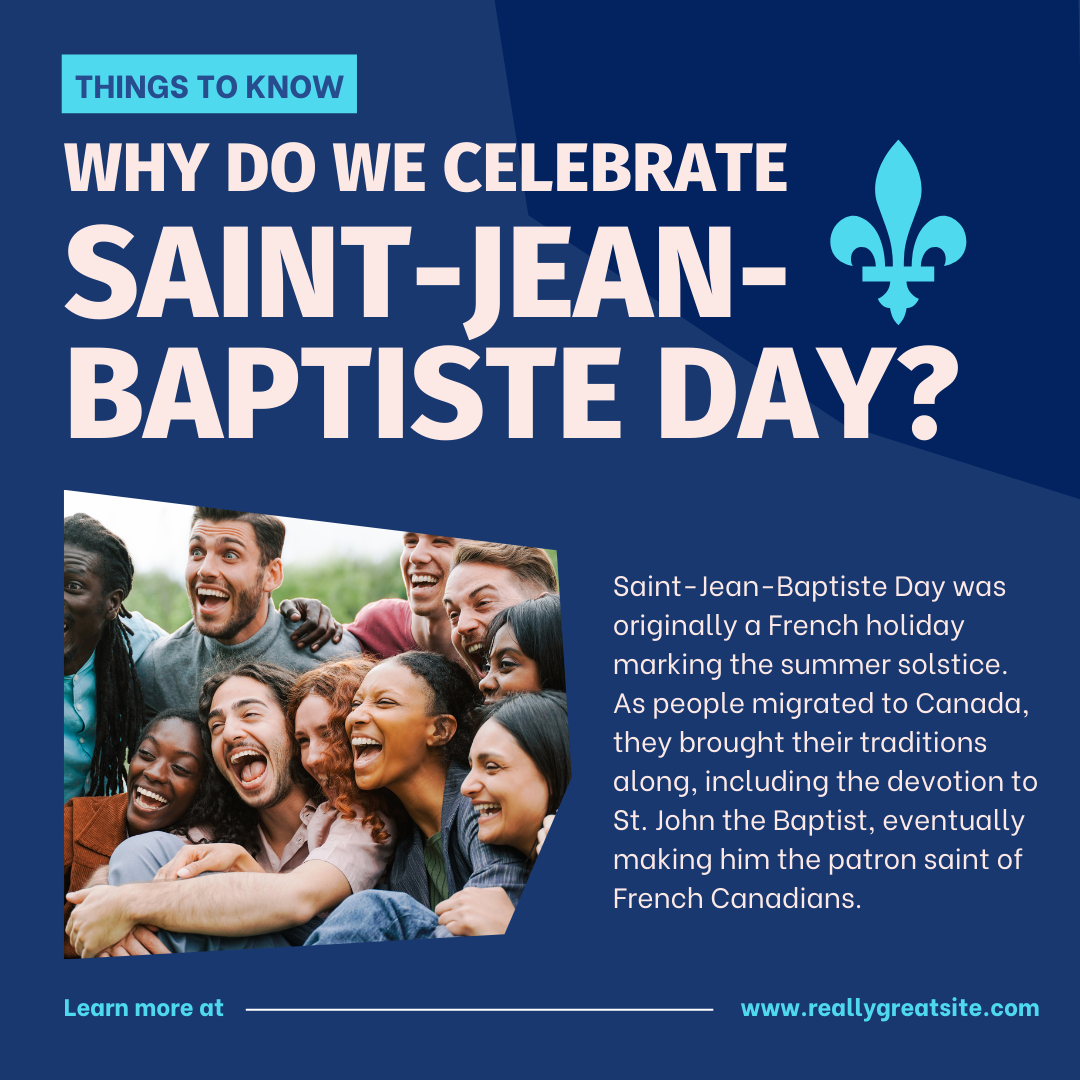 THINGS TO KNOW
WHY DO WE CELEBRATE
SAINT-JEAN-
BAPTISTE DAY?
Saint-Jean-Baptiste Day was
originally a French holiday
marking the summer solstice.
As people migrated to Canada,
they brought their traditions
along, including the devotion to
St. John the Baptist, eventually
making him the patron saint of
French Canadians.
Learn more at
www.reallygreatsite.com